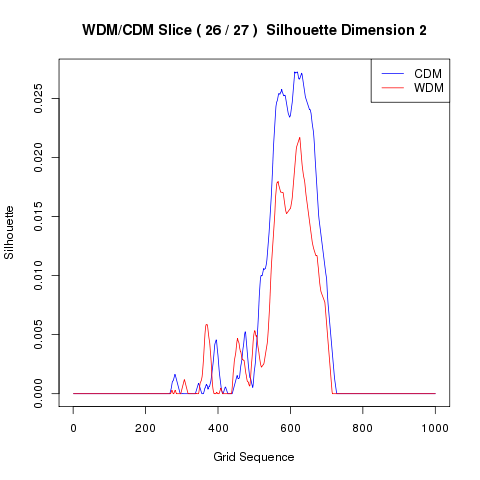 WDM/CDM Slice ( 26 / 27 )  Silhouette Dimension 2
CDM
WDM
Silhouette
0.025
0.020
0.015
0.010
0.005
0.000
0 200 400 600 800 1000
Grid Sequence